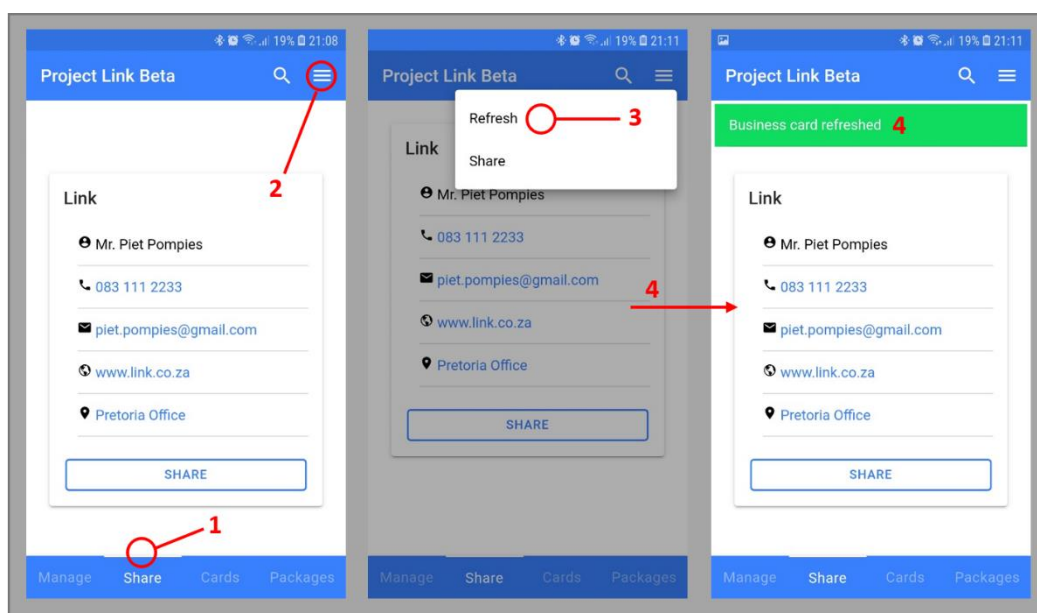 19% 21:08
Project Link Beta
2
Link
Mr. Piet Pompies
083 111 2233
piet.pompies@gmail.com
www.link.co.za
Pretoria Office
SHARE
1
Manage Share Cards Packages
19% 21:11
Project Link Beta
Refresh
3
Share
Link
Mr. Piet Pompies
083 111 2233
piet.pompies@gmail.com
4
www.link.co.za
Pretoria Office
SHARE
Manage Share Cards Packages
19% 21:11
Project Link Beta
Business card refreshed 4
Link
Mr. Piet Pompies
083 111 2233
piet.pompies@gmail.com
www.link.co.za
Pretoria Office
SHARE
Manage Share Cards Packages